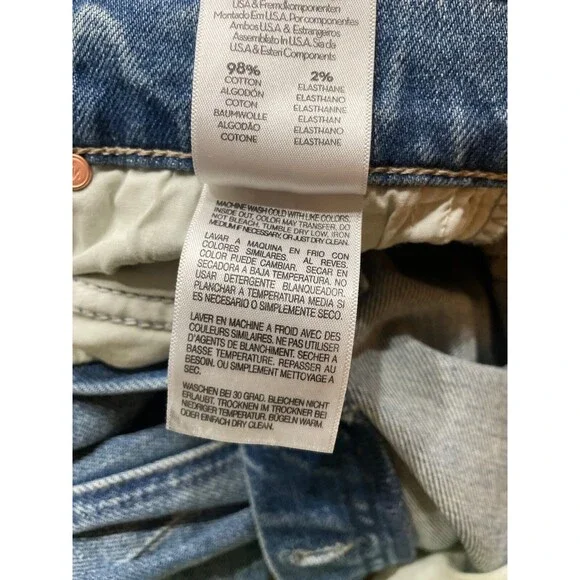 USA & Fremdkomponenten
Montado Em U.S.A. Por componentes
Ambos U.S.A & Estrangeiros
Assemblato In U.S.A. Sia da
U.S.A & Esteri Components
98% 2%
COTTON ELASTHANE
ALGODÓN ELASTHANO
COTON ELASTHANNE
BAUMWOLLE ELASTHAN
ALGODÃO ELASTANO
COTONE ELASTHANE
MACHINE WASH COLD WITH LIKE COLORS,
INSIDE OUT, COLOR MAY TRANSFER, DO
NOT BLEACH, TUMBLE DRY LOW, IRON
MEDIUM IF NECESSARY, OR JUST DRY CLEAN.
LAVAR A MAQUINA EN FRIO CON
COLORES SIMILARES. AL REVES,
COLOR PUEDE CAMBIAR. SECAR EN
SECADORA A BAJA TEMPERATURA. NO
USAR DETERGENTE BLANQUEADOR.
PLANCHAR A TEMPERATURA MEDIA SI
ES NECESARIO O SIMPLEMENTE SECO.
LAVER EN MACHINE A FROID AVEC DES
COULEURS SIMILAIRES. NE PAS UTILISER
D'AGENTS DE BLANCHIMENT. SECHER A
BASSE TEMPERATURE. REPASSER AU
BESOIN. OU SIMPLEMENT METTOYAGE A
SEC.
WASCHEN BEI 30 GRAD. BLEICHEN NICHT
ERLAUBT. TROCKNEN IM TROCKNER BEI
NIEDRIGER TEMPERATUR. BÜGELN WARM.
ODER EINFACH DRY CLEAN.